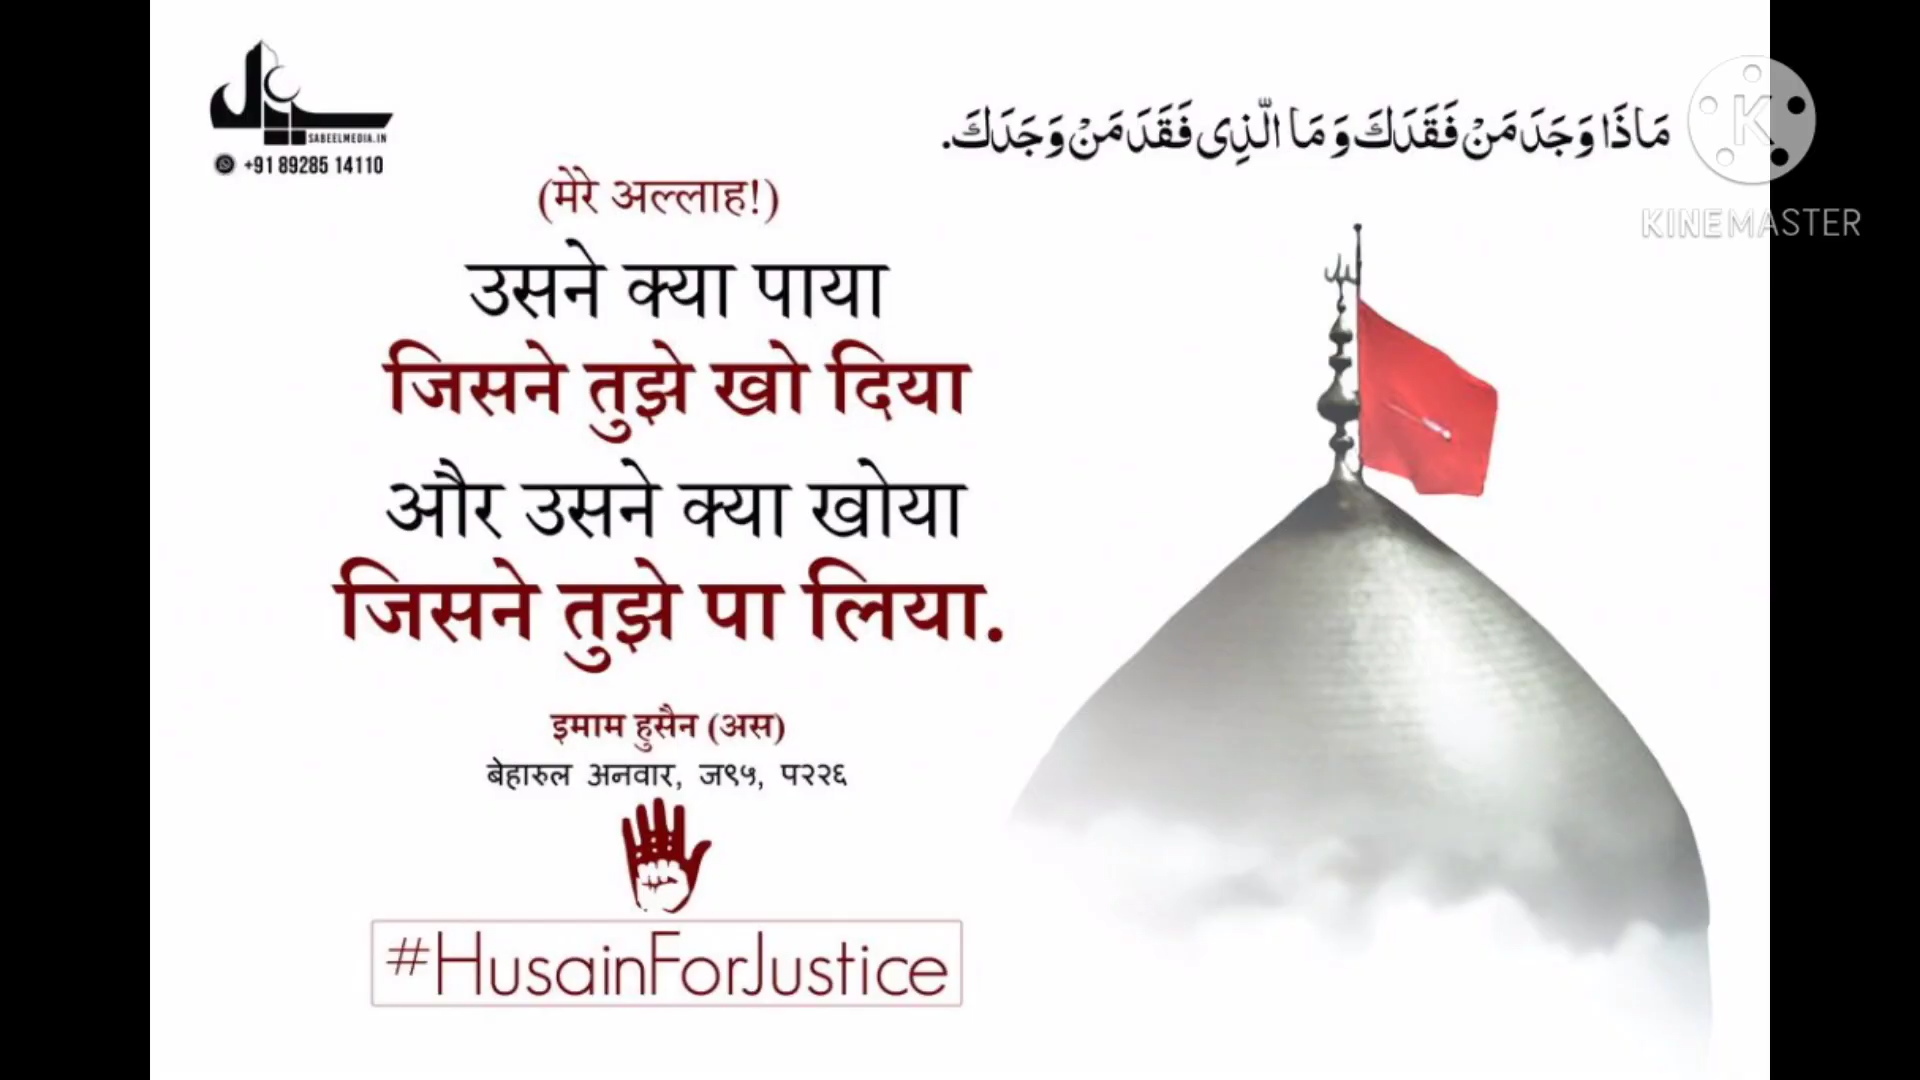 سبیل
SABEELMEDIA.IN
+91 89285 14110
مَاذَا وَجَدَ مَنْ فَقَدَكَ وَ مَا الَّذِی فَقَدَ مَنْ وَجَدَكَ.
K
KINEMASTER
(मेरे अल्लाह!)
उसने क्या पाया
जिसने तुझे खो दिया
और उसने क्या खोया
जिसने तुझे पा लिया.
इमाम हुसैन (अस)
बेहारुल अनवार, ज९५, प२२६
#HusainForJustice